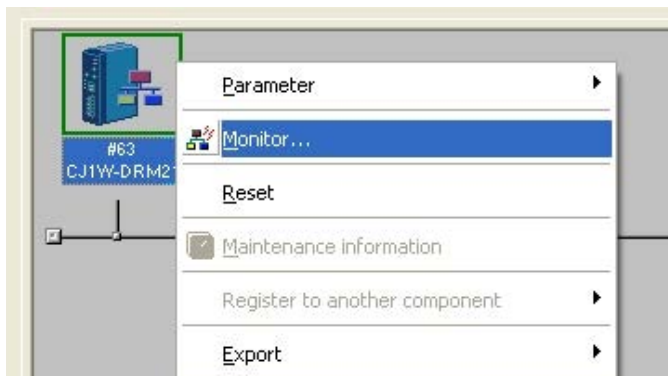 #63
CJ1W-DRM21
Parameter
Monitor...
Reset
Maintenance information
Register to another component
Export